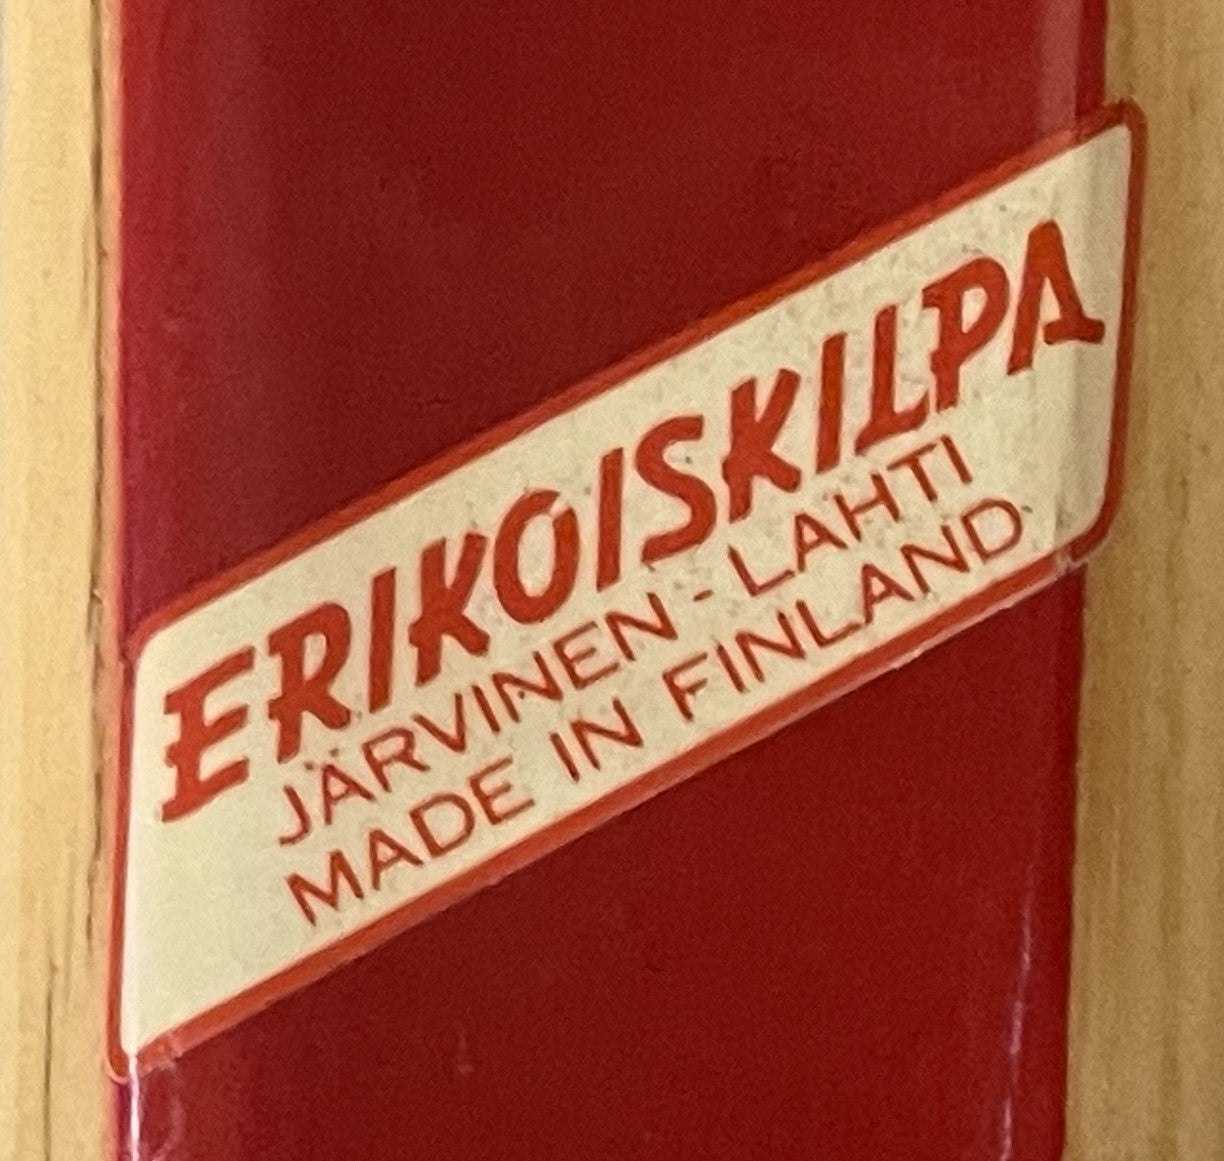 ERIKOISKILPA
JÄRVINEN - LAHTI
MADE IN FINLAND